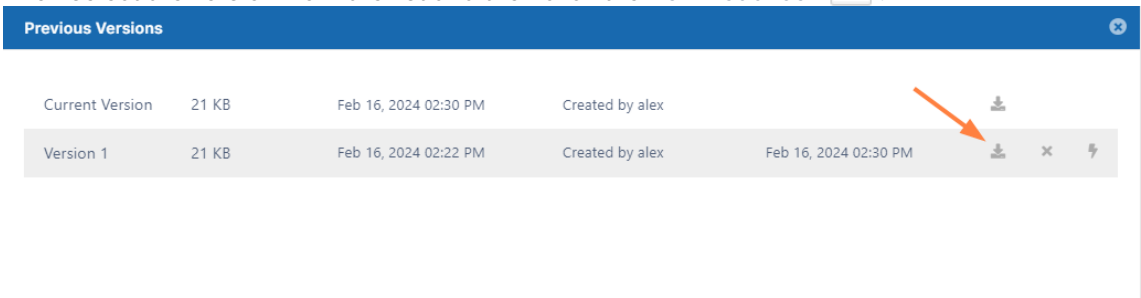 Previous Versions
Current Version 21 KB Feb 16, 2024 02:30 PM Created by alex
Version 1 21 KB Feb 16, 2024 02:22 PM Created by alex Feb 16, 2024 02:30 PM